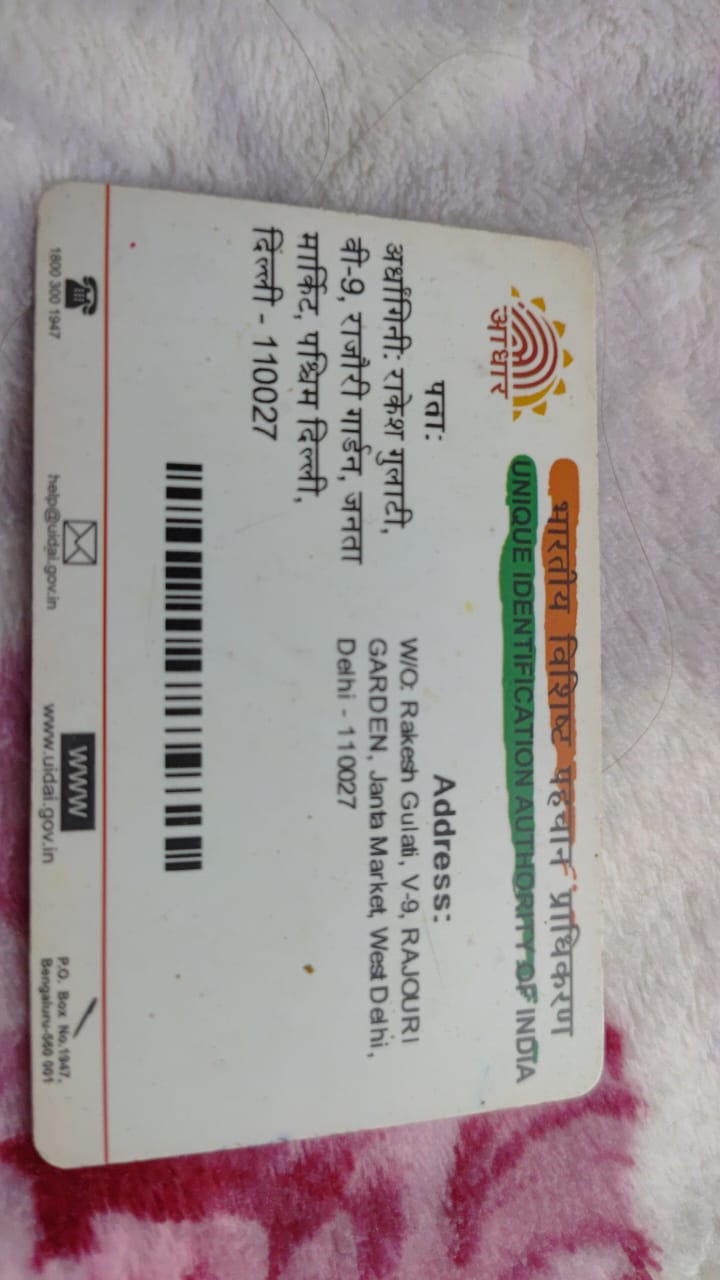 भारतीय विशिष्ट पहचान प्राधिकरण
UNIQUE IDENTIFICATION AUTHORITY OF INDIA
आधार
पता:
अर्धांगिनी: राकेश गुलाटी,
वी-9, राजौरी गार्डन, जनता
मार्किट, पश्चिम दिल्ली,
दिल्ली - 110027
Address:
W/O: Rakesh Gulati, V-9, RAJOURI
GARDEN, Janta Market, West Delhi,
Delhi - 110027
1800 300 1947
help@uidai.gov.in
WWW
www.uidai.gov.in
P.O. Box No.1947,
Bengaluru-560 001